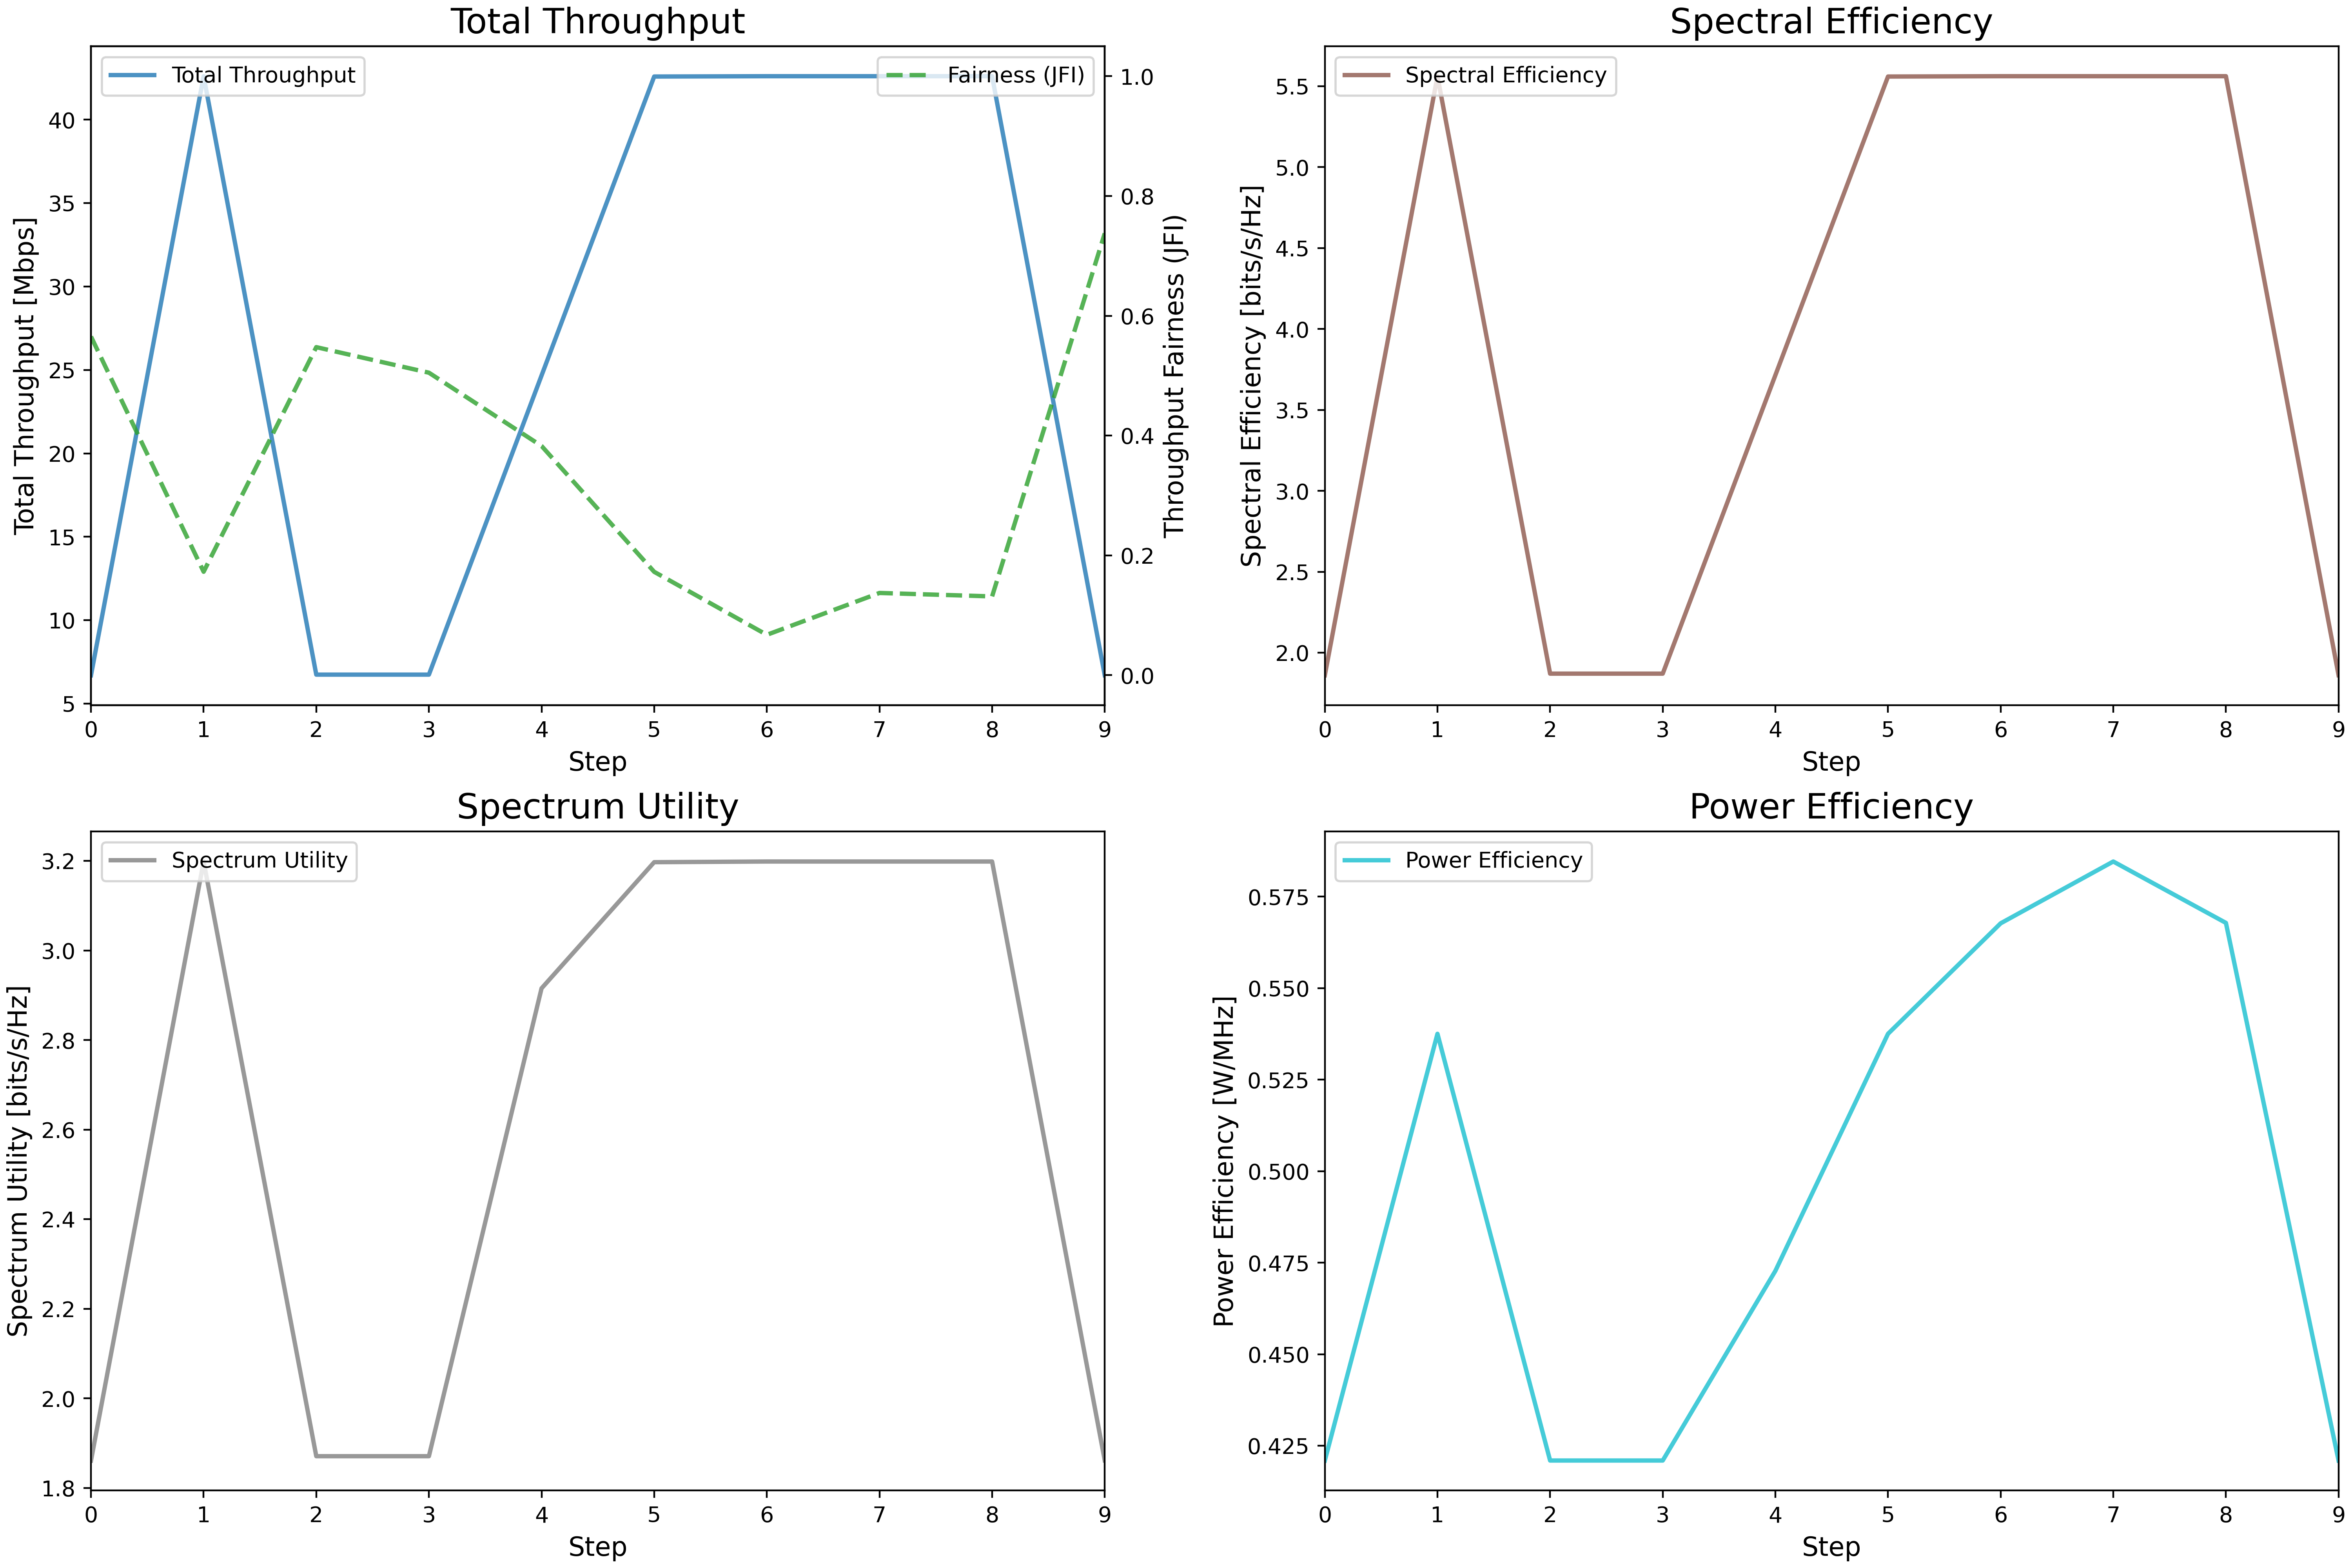 Total Throughput
Total Throughput
Fairness (JFI)
Total Throughput [Mbps]
40
35
30
25
20
15
10
5
1.0
0.8
0.6
0.4
0.2
0.0
Throughput Fairness (JFI)
0 1 2 3 4 5 6 7 8 9
Step
Spectral Efficiency
Spectral Efficiency
Spectral Efficiency [bits/s/Hz]
5.5
5.0
4.5
4.0
3.5
3.0
2.5
2.0
0 1 2 3 4 5 6 7 8 9
Step
Spectrum Utility
Spectrum Utility
Spectrum Utility [bits/s/Hz]
3.2
3.0
2.8
2.6
2.4
2.2
2.0
1.8
0 1 2 3 4 5 6 7 8 9
Step
Power Efficiency
Power Efficiency
Power Efficiency [W/MHz]
0.575
0.550
0.525
0.500
0.475
0.450
0.425
0 1 2 3 4 5 6 7 8 9
Step